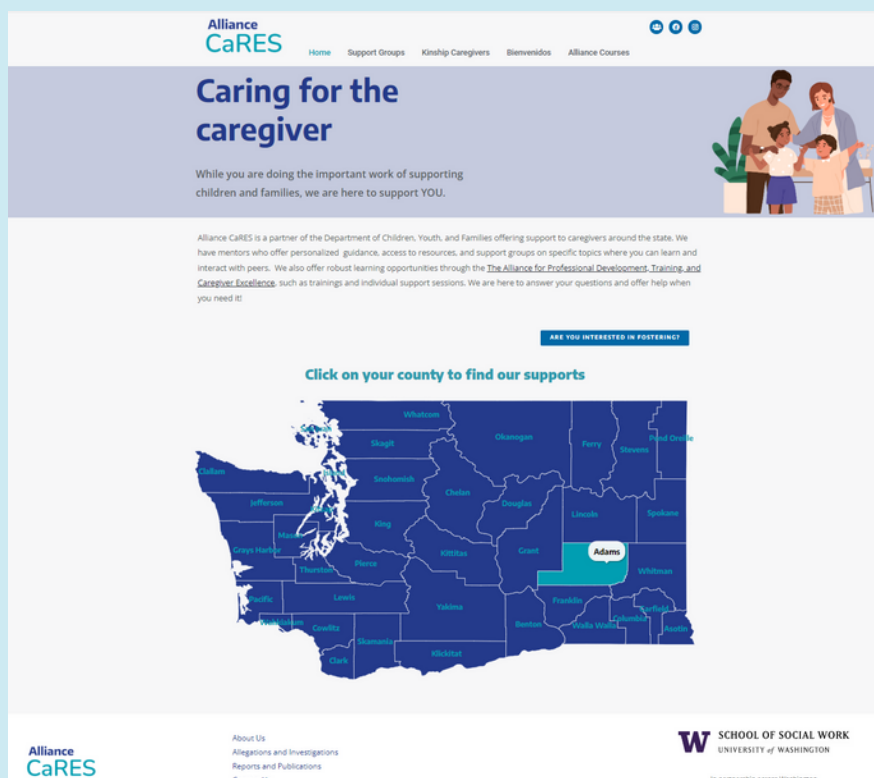 Alliance
CaRES
Home Support Groups Kinship Caregivers Bienvenidos Alliance Courses
Caring for the
caregiver
While you are doing the important work of supporting
children and families, we are here to support YOU.
Alliance CaRES is a partner of the Department of Children, Youth, and Families offering support to caregivers around the state. We
have mentors who offer personalized guidance, access to resources, and support groups on specific topics where you can learn and
interact with peers. We also offer robust learning opportunities through the The Alliance for Professional Development, Training, and
Caregiver Excellence, such as trainings and individual support sessions. We are here to answer your questions and offer help when
you need it!
ARE YOU INTERESTED IN FOSTERING?
Click on your county to find our supports
Whatcom
Okanogan
Ferry
Stevens
Pend Oreille
Skagit
Clallam
Snohomish
Chelan
Douglas
Lincoln
Spokane
Jefferson
King
Mason
Grays Harbor
Kittitas
Grant
Adams
Thurston
Pierce
Whitman
Pacific
Lewis
Yakima
Franklin
Garfield
Columbia
Benton
Walla Walla
Asotin
Wahkiakum
Cowlitz
Skamania
Klickitat
Clark
Alliance
CaRES
About Us
Allegations and Investigations
Reports and Publications
W SCHOOL OF SOCIAL WORK
UNIVERSITY of WASHINGTON